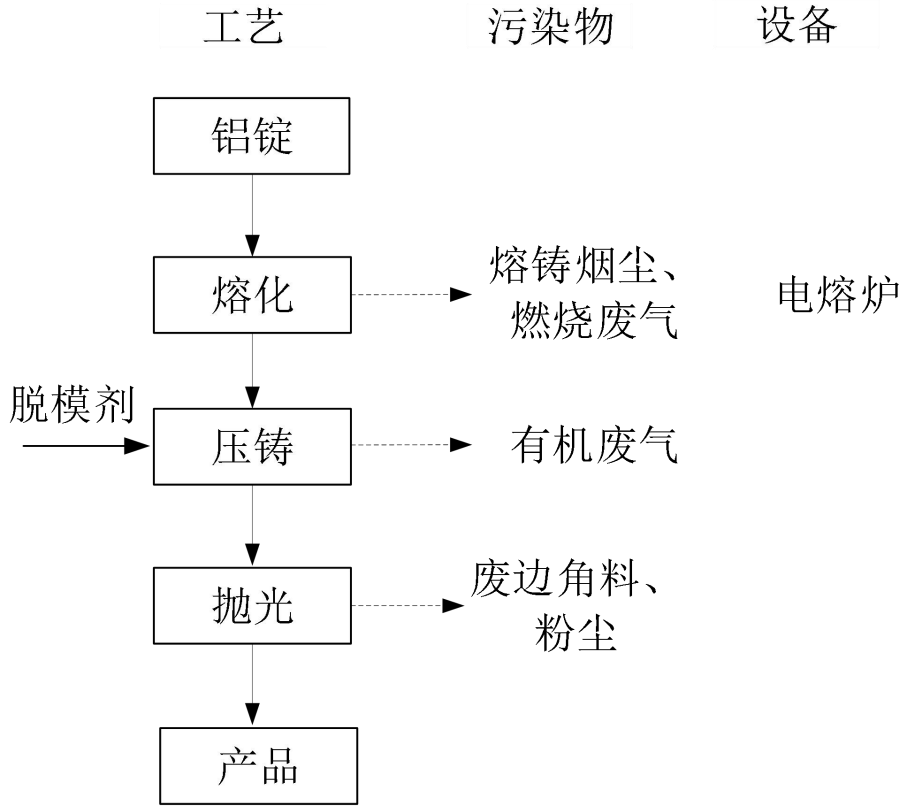 工艺 污染物 设备
铝锭
熔化 熔铸烟尘、 电熔炉
燃烧废气
脱模剂
压铸 有机废气
抛光 废边角料、
粉尘
产品